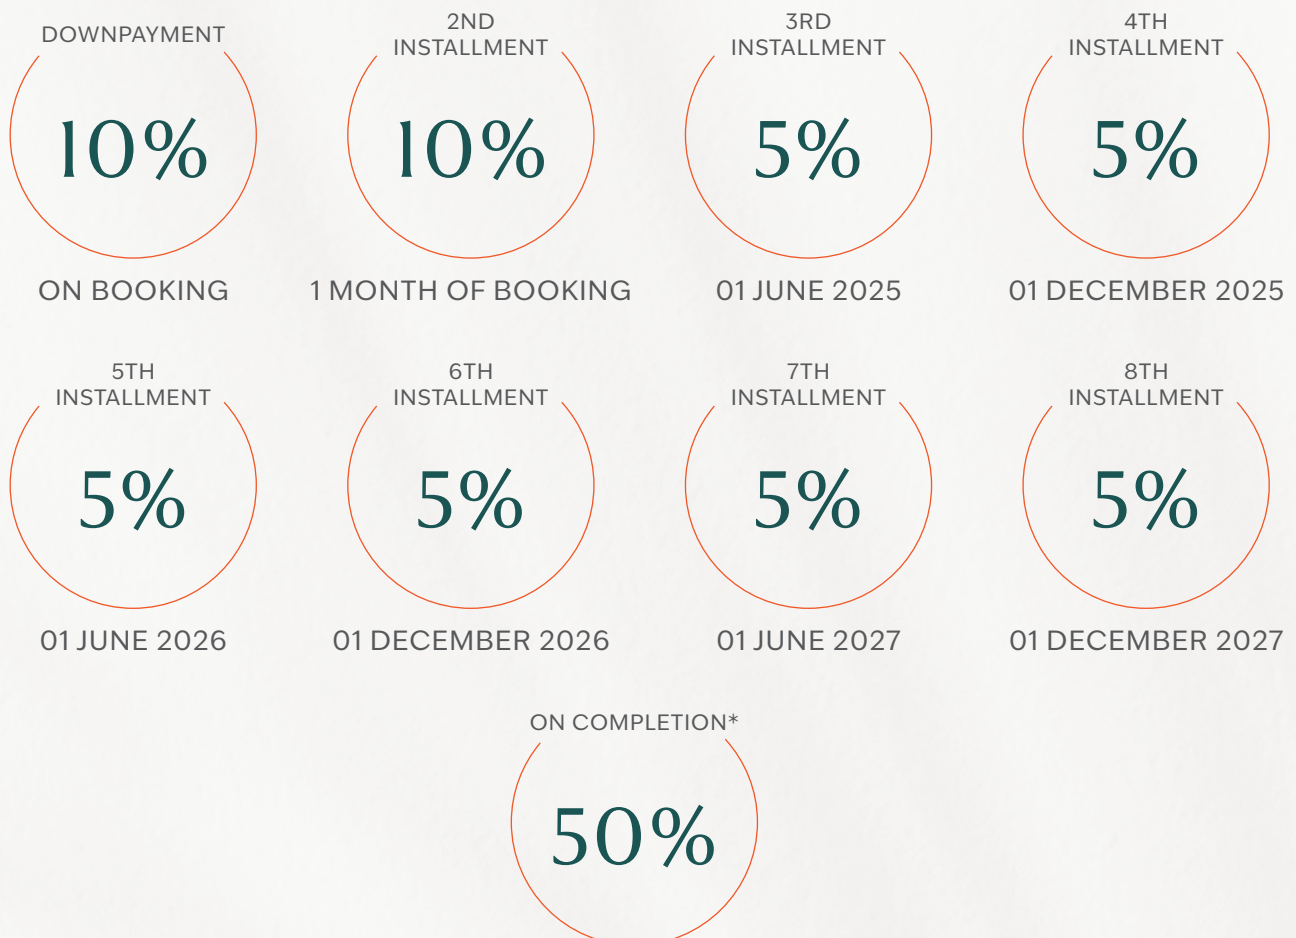 DOWNPAYMENT
10%
ON BOOKING
2ND
INSTALLMENT
10%
1 MONTH OF BOOKING
3RD
INSTALLMENT
5%
01 JUNE 2025
4TH
INSTALLMENT
5%
01 DECEMBER 2025
5TH
INSTALLMENT
5%
01 JUNE 2026
6TH
INSTALLMENT
5%
01 DECEMBER 2026
7TH
INSTALLMENT
5%
01 JUNE 2027
8TH
INSTALLMENT
5%
01 DECEMBER 2027
ON COMPLETION*
50%